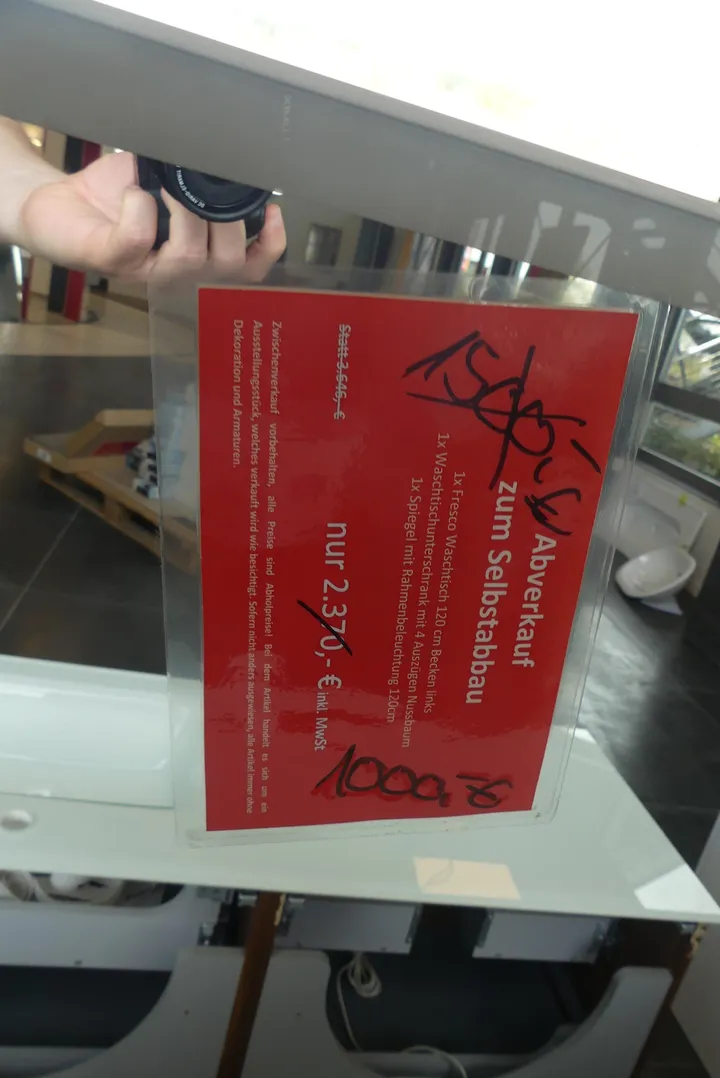 1500,- €
Abverkauf
zum Selbstabbau
1x Fresco Waschtisch 120 cm Becken links
1x Waschtischunterschrank mit 4 Auszügen Nussbaum
1x Spiegel mit Rahmenbeleuchtung 120cm
Statt 3.646,- €
nur 2.370,- € inkl. MwSt
1000,- €
Zwischenverkauf vorbehalten, alle Preise sind Abholpreise! Bei dem Artikel handelt es sich um ein
Ausstellungsstück, welches verkauft wird wie besichtigt. Sofern nicht anders ausgewiesen, alle Artikel immer ohne
Dekoration und Armaturen.